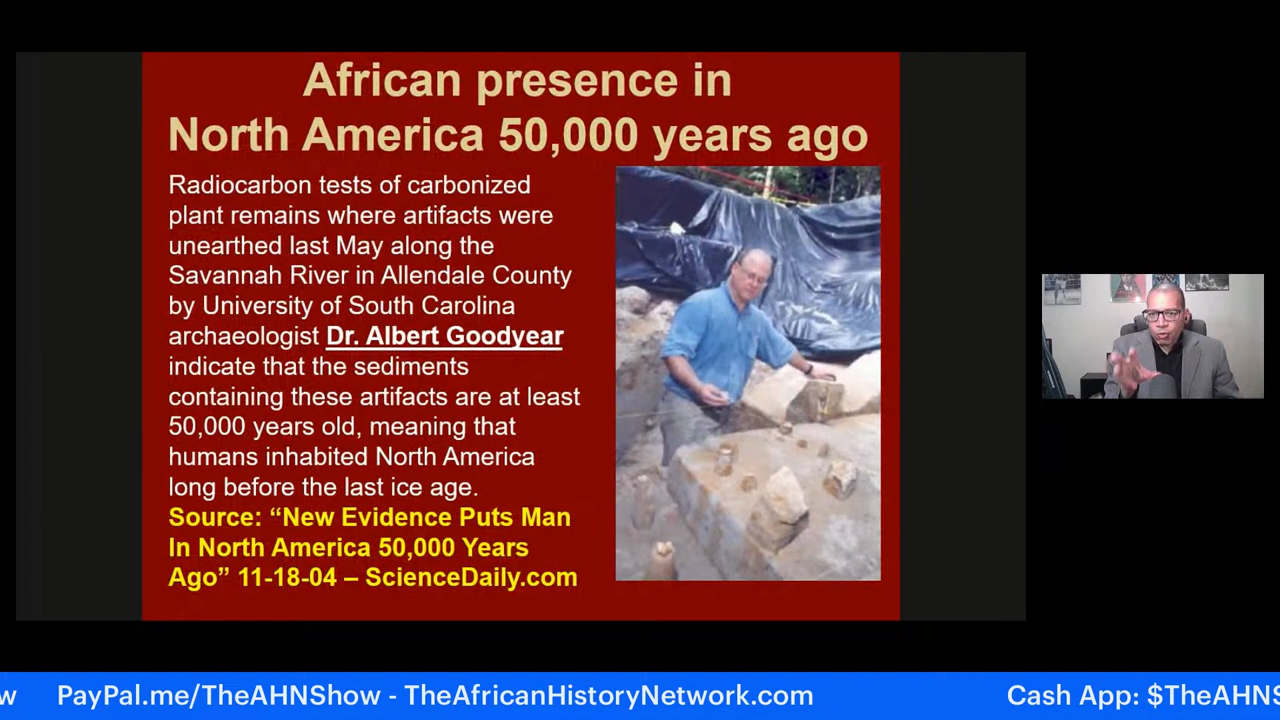 African presence in
North America 50,000 years ago
Radiocarbon tests of carbonized
plant remains where artifacts were
unearthed last May along the
Savannah River in Allendale County
by University of South Carolina
archaeologist Dr. Albert Goodyear
indicate that the sediments
containing these artifacts are at least
50,000 years old, meaning that
humans inhabited North America
long before the last ice age.
Source: “New Evidence Puts Man
In North America 50,000 Years
Ago” 11-18-04 – ScienceDaily.com
w PayPal.me/TheAHNShow - TheAfricanHistoryNetwork.com Cash App: $TheAHNS